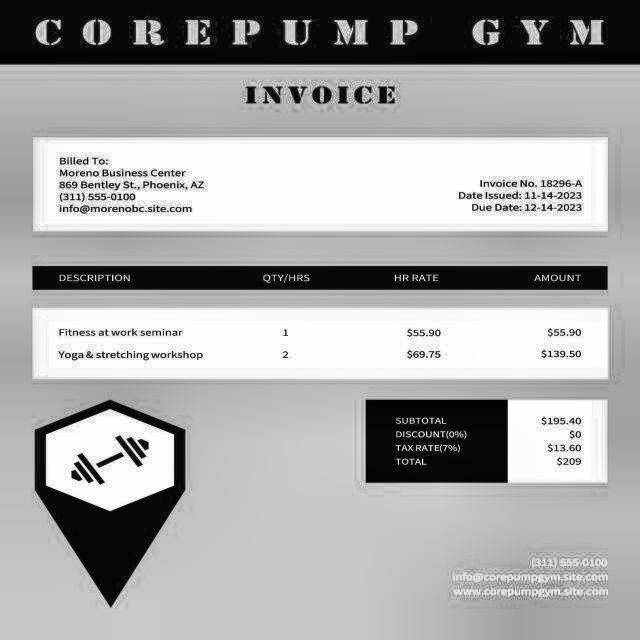 COREPUMP GYM
INVOICE
Billed To:
Moreno Business Center
869 Bentley St., Phoenix, AZ
(311) 555-0100
info@morenobc.site.com
Invoice No. 18296-A
Date Issued: 11-14-2023
Due Date: 12-14-2023
DESCRIPTION QTY/HRS HR RATE AMOUNT
Fitness at work seminar 1 $55.90 $55.90
Yoga & stretching workshop 2 $69.75 $139.50
SUBTOTAL $195.40
DISCOUNT(0%) $0
TAX RATE(7%) $13.60
TOTAL $209
(311) 555-0100
info@corepumpgym.site.com
www.corepumpgym.site.com